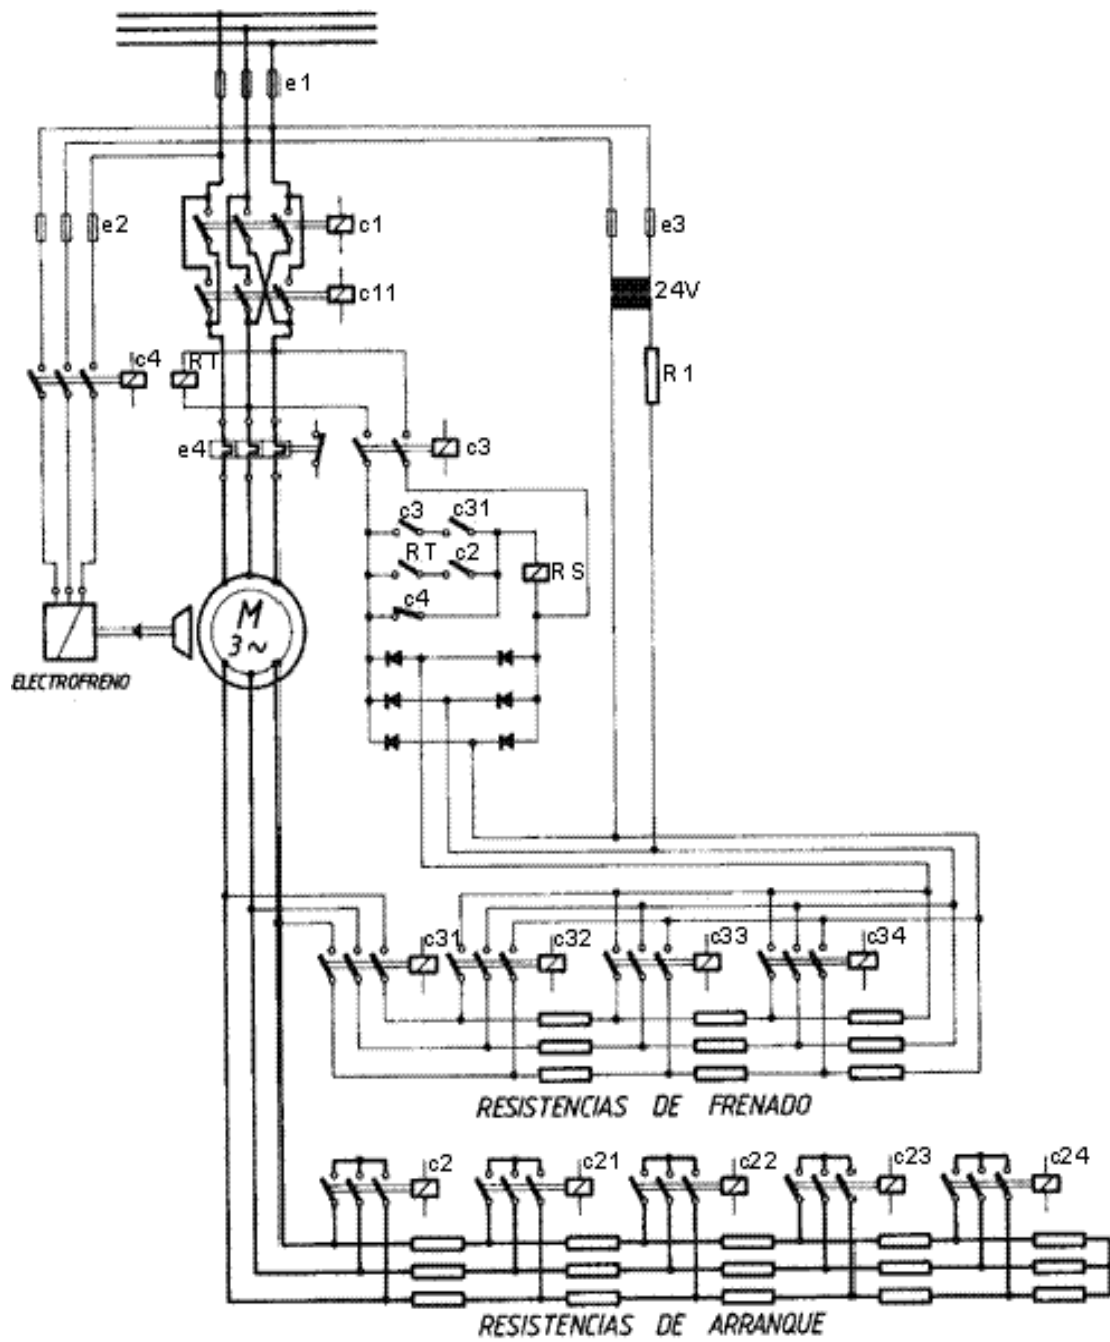 e1
e2
e3
c1
c11
24V
c4
RT
R1
e4
c3
c3
c31
RT
c2
RS
c4
M
3~
ELECTROFRENO
c31
c32
c33
c34
RESISTENCIAS DE FRENADO
c2
c21
c22
c23
c24
RESISTENCIAS DE ARRANQUE